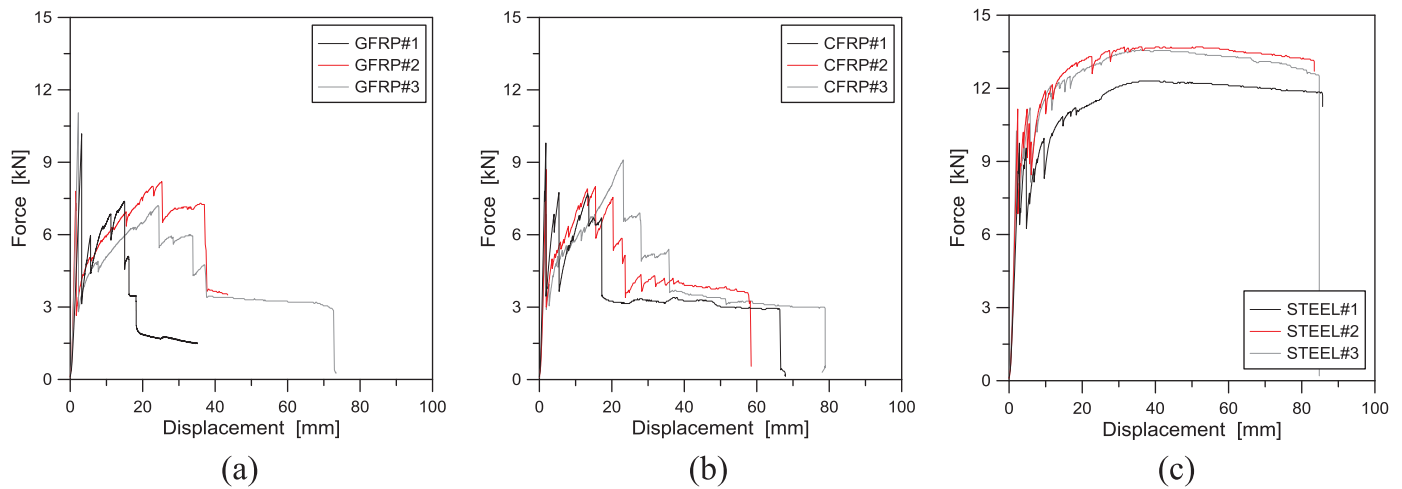 15
12
9
6
3
0
Force [kN]
GFRP#1
GFRP#2
GFRP#3
0 20 40 60 80 100
Displacement [mm]
(a)
15
12
9
6
3
0
Force [kN]
CFRP#1
CFRP#2
CFRP#3
0 20 40 60 80 100
Displacement [mm]
(b)
15
12
9
6
3
0
Force [kN]
STEEL#1
STEEL#2
STEEL#3
0 20 40 60 80 100
Displacement [mm]
(c)